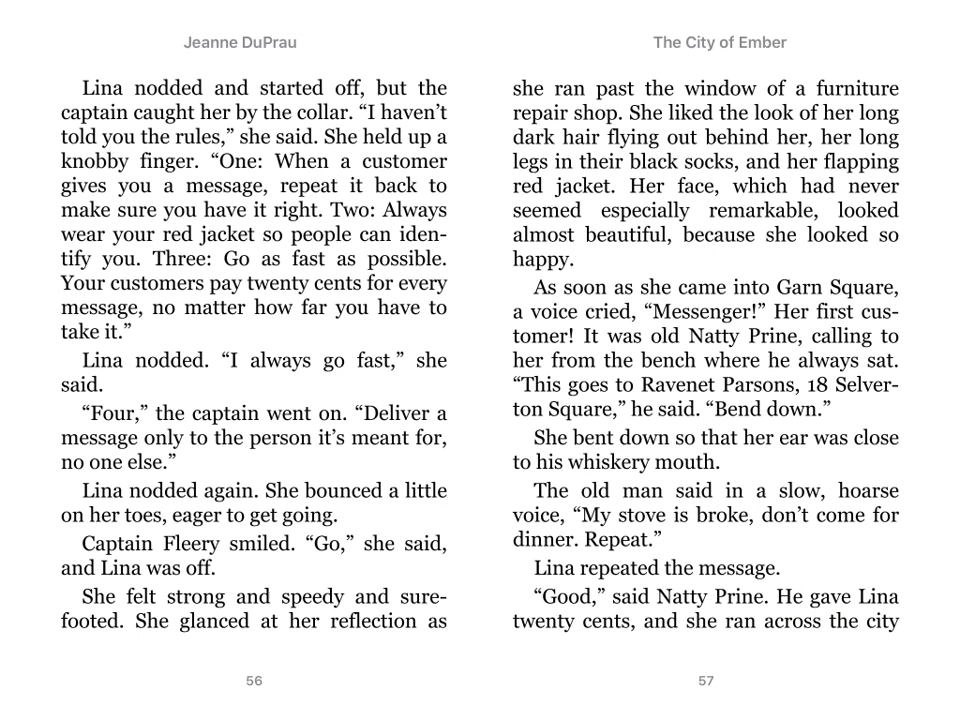 Jeanne DuPrau
Lina nodded and started off, but the
captain caught her by the collar. “I haven’t
told you the rules,” she said. She held up a
knobby finger. “One: When a customer
gives you a message, repeat it back to
make sure you have it right. Two: Always
wear your red jacket so people can iden-
tify you. Three: Go as fast as possible.
Your customers pay twenty cents for every
message, no matter how far you have to
take it.”
Lina nodded. “I always go fast,” she
said.
“Four,” the captain went on. “Deliver a
message only to the person it’s meant for,
no one else.”
Lina nodded again. She bounced a little
on her toes, eager to get going.
Captain Fleery smiled. “Go,” she said,
and Lina was off.
She felt strong and speedy and sure-
footed. She glanced at her reflection as
56
The City of Ember
she ran past the window of a furniture
repair shop. She liked the look of her long
dark hair flying out behind her, her long
legs in their black socks, and her flapping
red jacket. Her face, which had never
seemed especially remarkable, looked
almost beautiful, because she looked so
happy.
As soon as she came into Garn Square,
a voice cried, “Messenger!” Her first cus-
tomer! It was old Natty Prine, calling to
her from the bench where he always sat.
“This goes to Ravenet Parsons, 18 Selver-
ton Square,” he said. “Bend down.”
She bent down so that her ear was close
to his whiskery mouth.
The old man said in a slow, hoarse
voice, “My stove is broke, don’t come for
dinner. Repeat.”
Lina repeated the message.
“Good,” said Natty Prine. He gave Lina
twenty cents, and she ran across the city
57